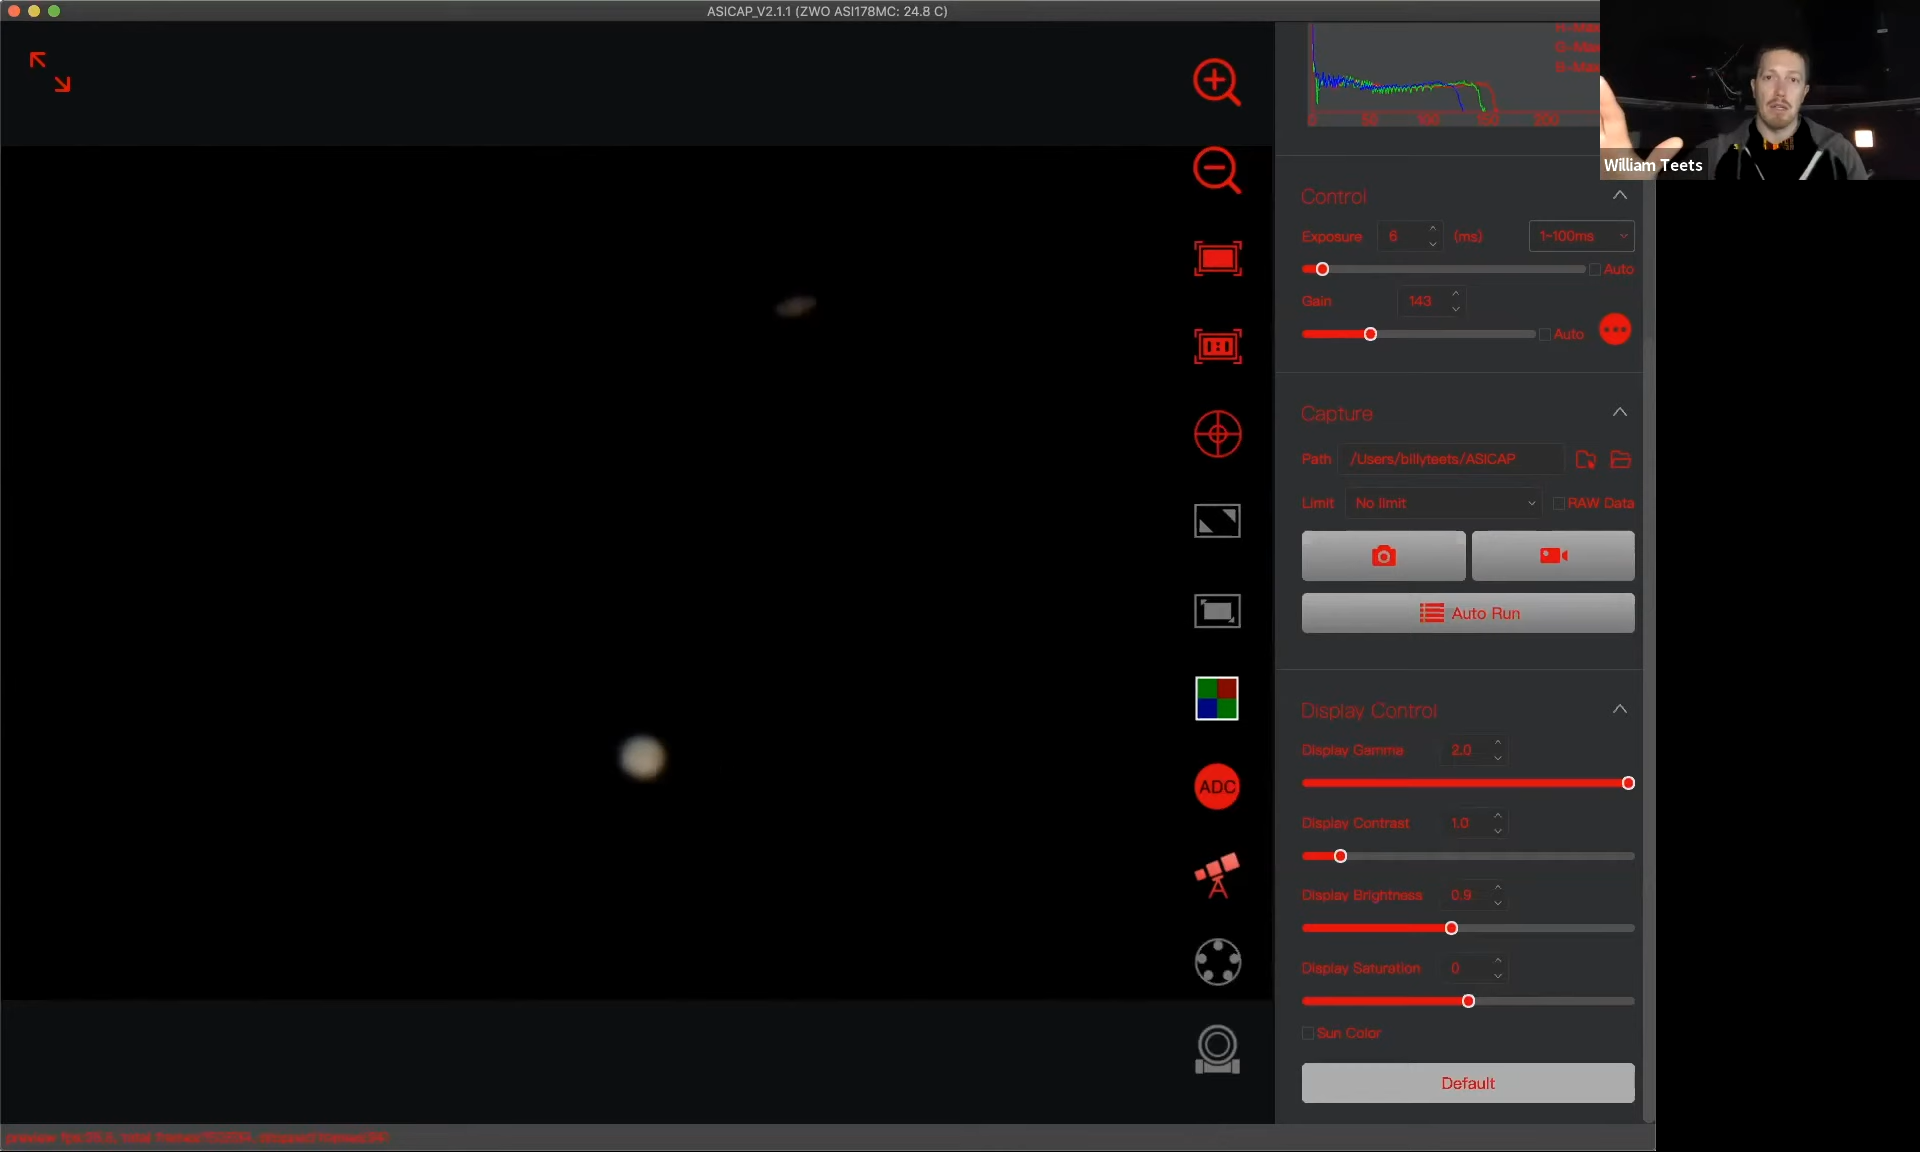 ASICAP_V2.1.1 (ZWO ASI178MC: 24.8 C)
0 50 100 150 200
William Teets
Control
Exposure 6 (ms) 1-100ms
Auto
Gain 143
Auto
Capture
Path /Users/billyteets/ASICAP
Limit No limit RAW Data
Auto Run
Display Control
Display Gamma 2.0
Display Contrast 1.0
ADC
Display Brightness 0.9
Display Saturation 0
Sun Color
Default